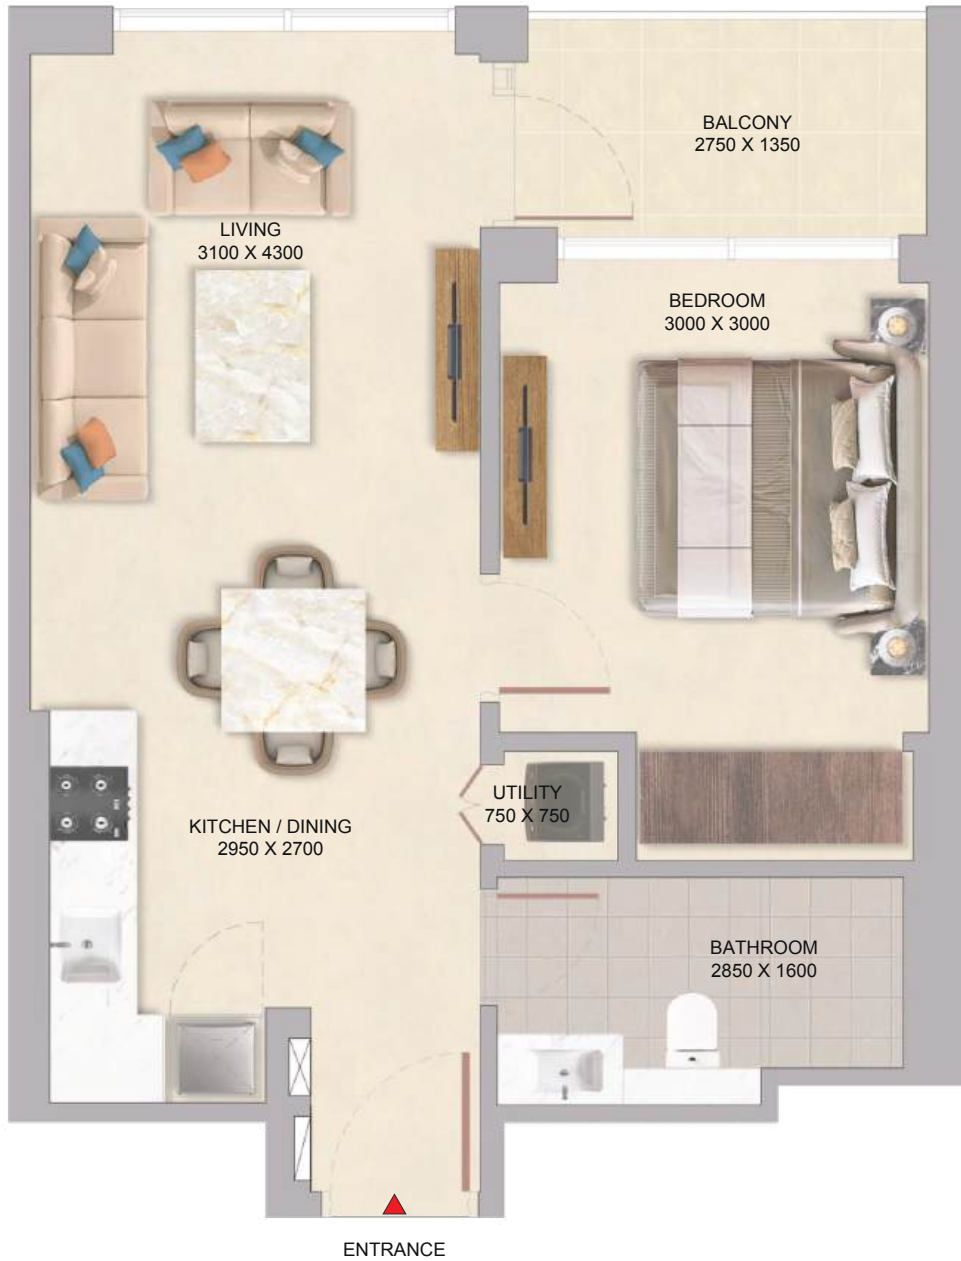 BALCONY
2750 X 1350
LIVING
3100 X 4300
BEDROOM
3000 X 3000
UTILITY
750 X 750
KITCHEN / DINING
2950 X 2700
BATHROOM
2850 X 1600
ENTRANCE